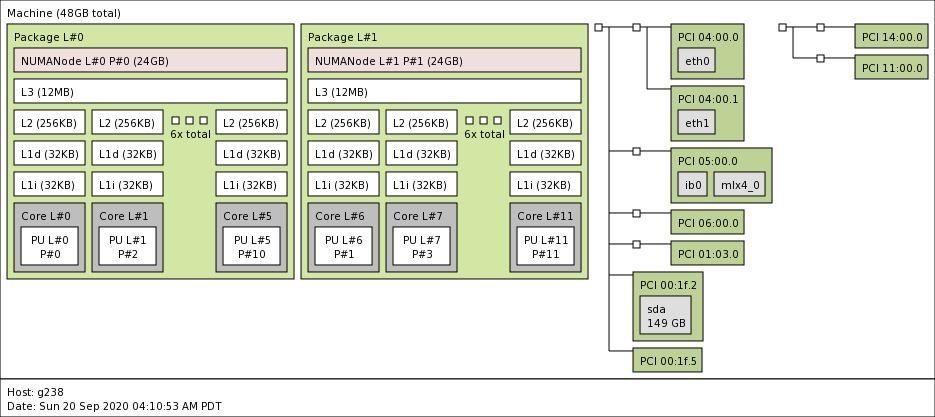 Machine (48GB total)
Package L#0
NUMANode L#0 P#0 (24GB)
L3 (12MB)
L2 (256KB)
L2 (256KB)
6x total
L2 (256KB)
L1d (32KB)
L1d (32KB)
L1d (32KB)
L1i (32KB)
L1i (32KB)
L1i (32KB)
Core L#0
PU L#0
P#0
Core L#1
PU L#1
P#2
Core L#5
PU L#5
P#10
Package L#1
NUMANode L#1 P#1 (24GB)
L3 (12MB)
L2 (256KB)
L2 (256KB)
6x total
L2 (256KB)
L1d (32KB)
L1d (32KB)
L1d (32KB)
L1i (32KB)
L1i (32KB)
L1i (32KB)
Core L#6
PU L#6
P#1
Core L#7
PU L#7
P#3
Core L#11
PU L#11
P#11
PCI 04:00.0
eth0
PCI 04:00.1
eth1
PCI 05:00.0
ib0
mlx4_0
PCI 06:00.0
PCI 01:03.0
PCI 00:1f.2
sda
149 GB
PCI 00:1f.5
PCI 14:00.0
PCI 11:00.0
Host: g238
Date: Sun 20 Sep 2020 04:10:53 AM PDT